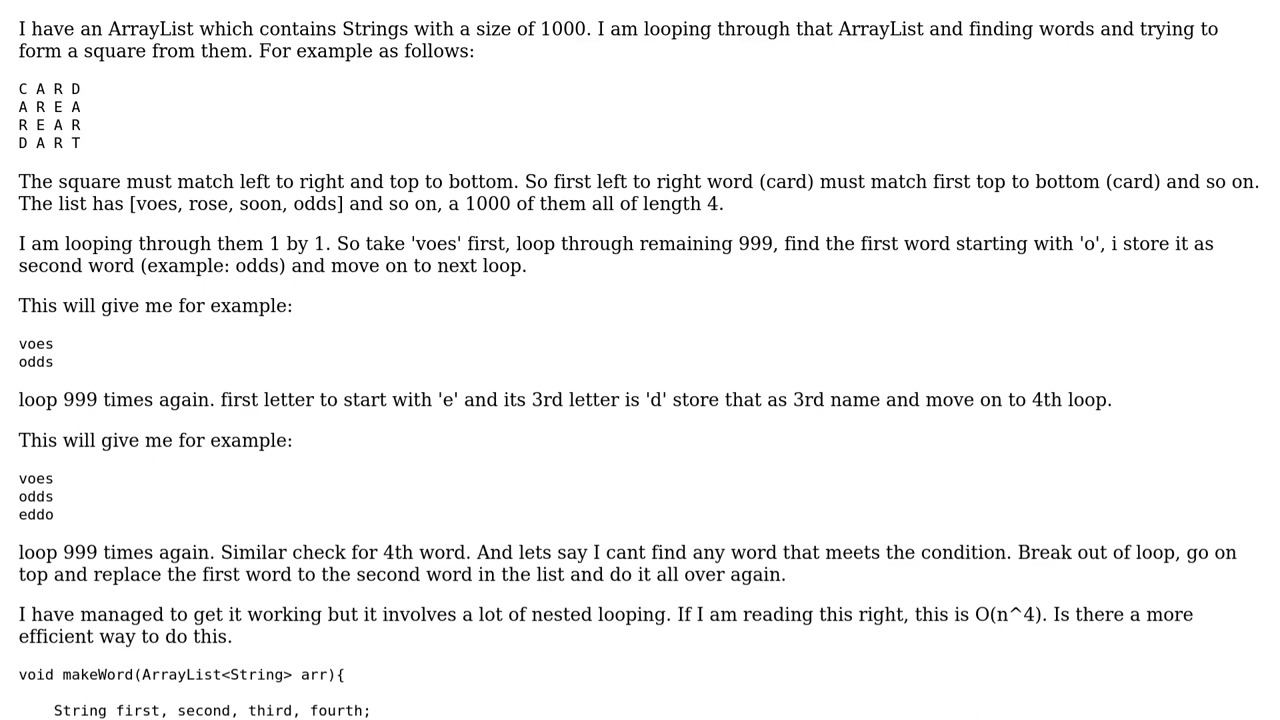 I have an ArrayList which contains Strings with a size of 1000. I am looping through that ArrayList and finding words and trying to
form a square from them. For example as follows:
C A R D
A R E A
R E A R
D A R T
The square must match left to right and top to bottom. So first left to right word (card) must match first top to bottom (card) and so on.
The list has [voes, rose, soon, odds] and so on, a 1000 of them all of length 4.
I am looping through them 1 by 1. So take 'voes' first, loop through remaining 999, find the first word starting with 'o', i store it as
second word (example: odds) and move on to next loop.
This will give me for example:
voes
odds
loop 999 times again. first letter to start with 'e' and its 3rd letter is 'd' store that as 3rd name and move on to 4th loop.
This will give me for example:
voes
odds
eddo
loop 999 times again. Similar check for 4th word. And lets say I cant find any word that meets the condition. Break out of loop, go on
top and replace the first word to the second word in the list and do it all over again.
I have managed to get it working but it involves a lot of nested looping. If I am reading this right, this is O(n^4). Is there a more
efficient way to do this.
void makeWord(ArrayList<String> arr){
    String first, second, third, fourth;